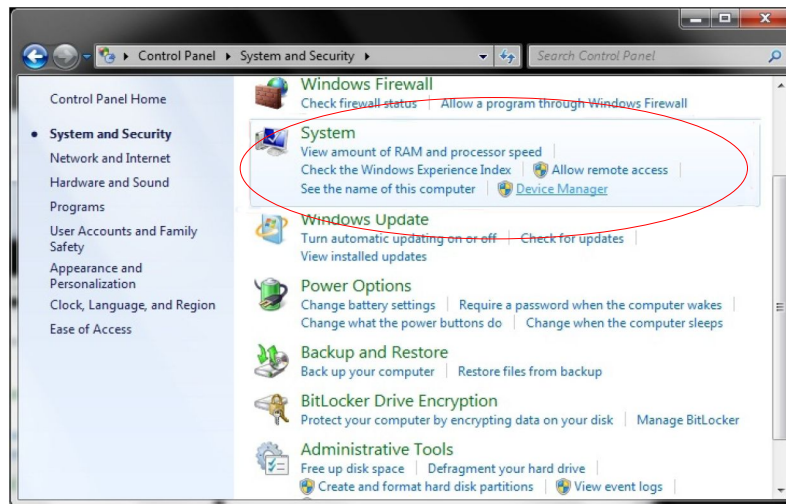 Control Panel ▸ System and Security ▸
Search Control Panel
Control Panel Home
System and Security
Network and Internet
Hardware and Sound
Programs
User Accounts and Family
Safety
Appearance and
Personalization
Clock, Language, and Region
Ease of Access
Windows Firewall
Check firewall status | Allow a program through Windows Firewall
System
View amount of RAM and processor speed
Check the Windows Experience Index | Allow remote access
See the name of this computer | Device Manager
Windows Update
Turn automatic updating on or off | Check for updates
View installed updates
Power Options
Change battery settings | Require a password when the computer wakes
Change what the power buttons do | Change when the computer sleeps
Backup and Restore
Back up your computer | Restore files from backup
BitLocker Drive Encryption
Protect your computer by encrypting data on your disk | Manage BitLocker
Administrative Tools
Free up disk space | Defragment your hard drive
Create and format hard disk partitions | View event logs